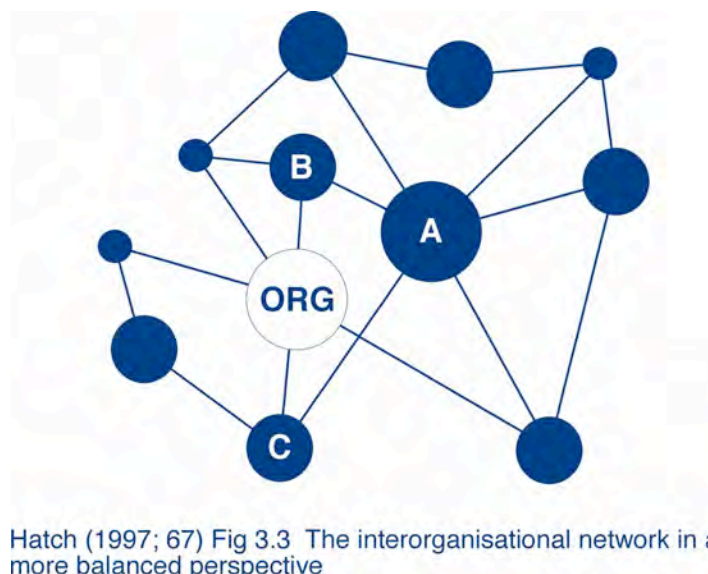 B
A
ORG
C
Hatch (1997; 67) Fig 3.3 The interorganisational network in a
more balanced perspective